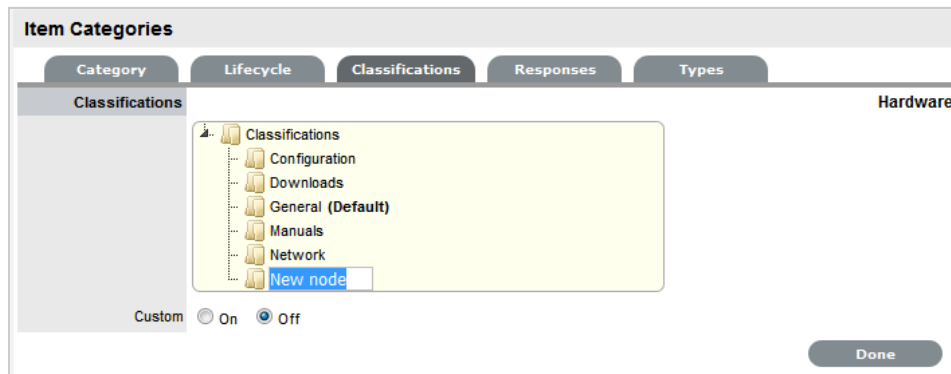 Item Categories
Category Lifecycle Classifications Responses Types
Classifications Hardware
Classifications
Configuration
Downloads
General (Default)
Manuals
Network
New node
Custom On Off
Done